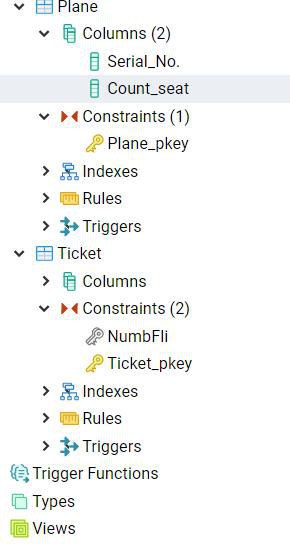 Plane
Columns (2)
Serial_No.
Count_seat
Constraints (1)
Plane_pkey
Indexes
Rules
Triggers
Ticket
Columns
Constraints (2)
NumbFli
Ticket_pkey
Indexes
Rules
Triggers
Trigger Functions
Types
Views